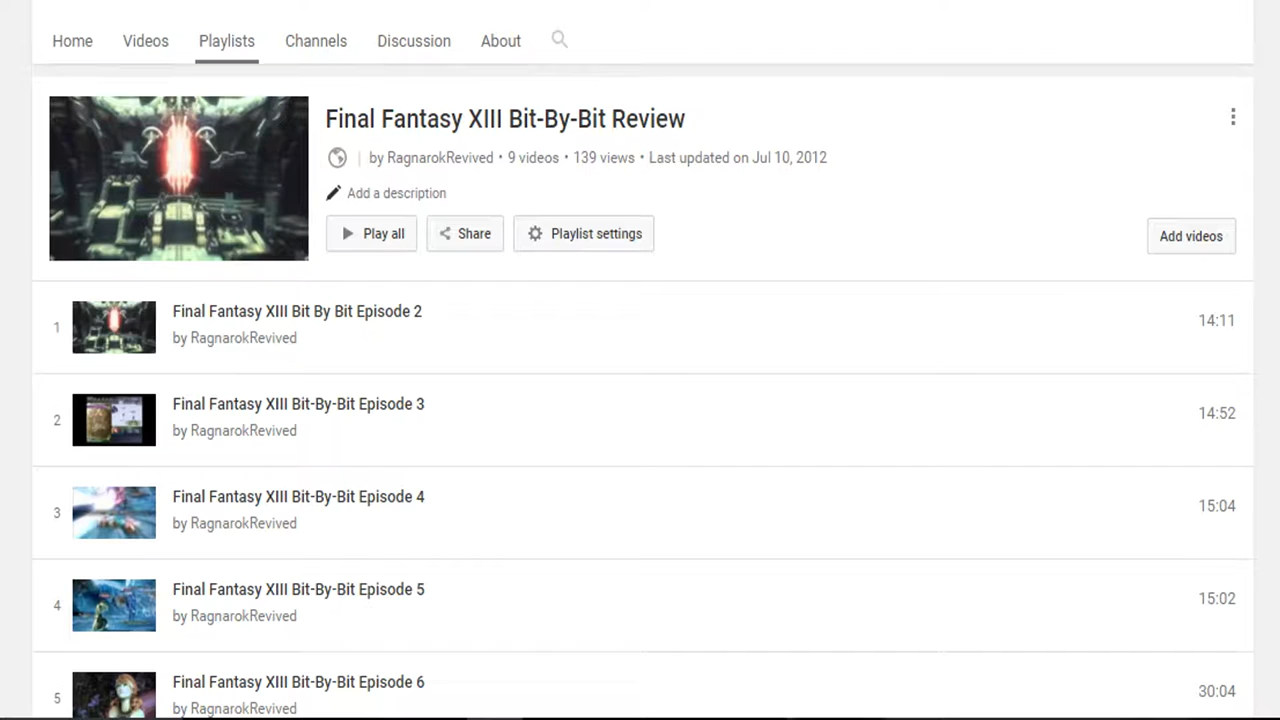 Home Videos Playlists Channels Discussion About
Final Fantasy XIII Bit-By-Bit Review
by RagnarokRevived • 9 videos • 139 views • Last updated on Jul 10, 2012
Add a description
Play all Share Playlist settings Add videos
1 Final Fantasy XIII Bit By Bit Episode 2 14:11
by RagnarokRevived
2 Final Fantasy XIII Bit-By-Bit Episode 3 14:52
by RagnarokRevived
3 Final Fantasy XIII Bit-By-Bit Episode 4 15:04
by RagnarokRevived
4 Final Fantasy XIII Bit-By-Bit Episode 5 15:02
by RagnarokRevived
5 Final Fantasy XIII Bit-By-Bit Episode 6 30:04
by RagnarokRevived